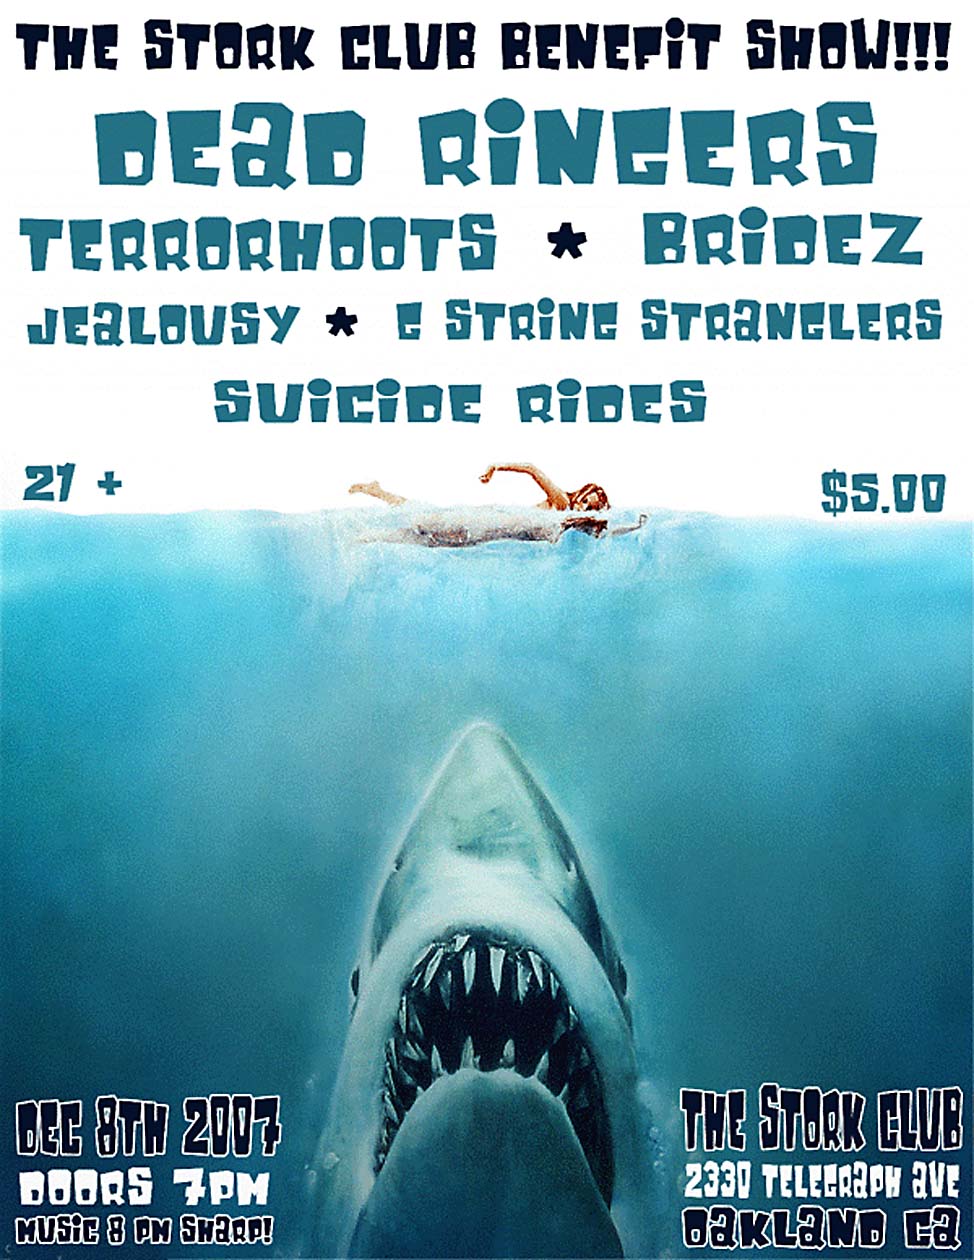 THE STORK CLUB BENEFiT SHOW!!!
DEaD RiNGERS
TERRORHOOTS * BRiDEZ
JEaLOUSY * G STRiNG STRaNGLERS
SUiCiDE RiDES
21 +
$5.00
DEC 8TH 2007
DOORS 7PM
MUSIC 8 PM SHaRP!
THE STORK CLUB
2330 TELEGRaPH aVE
OaKLaND Ca